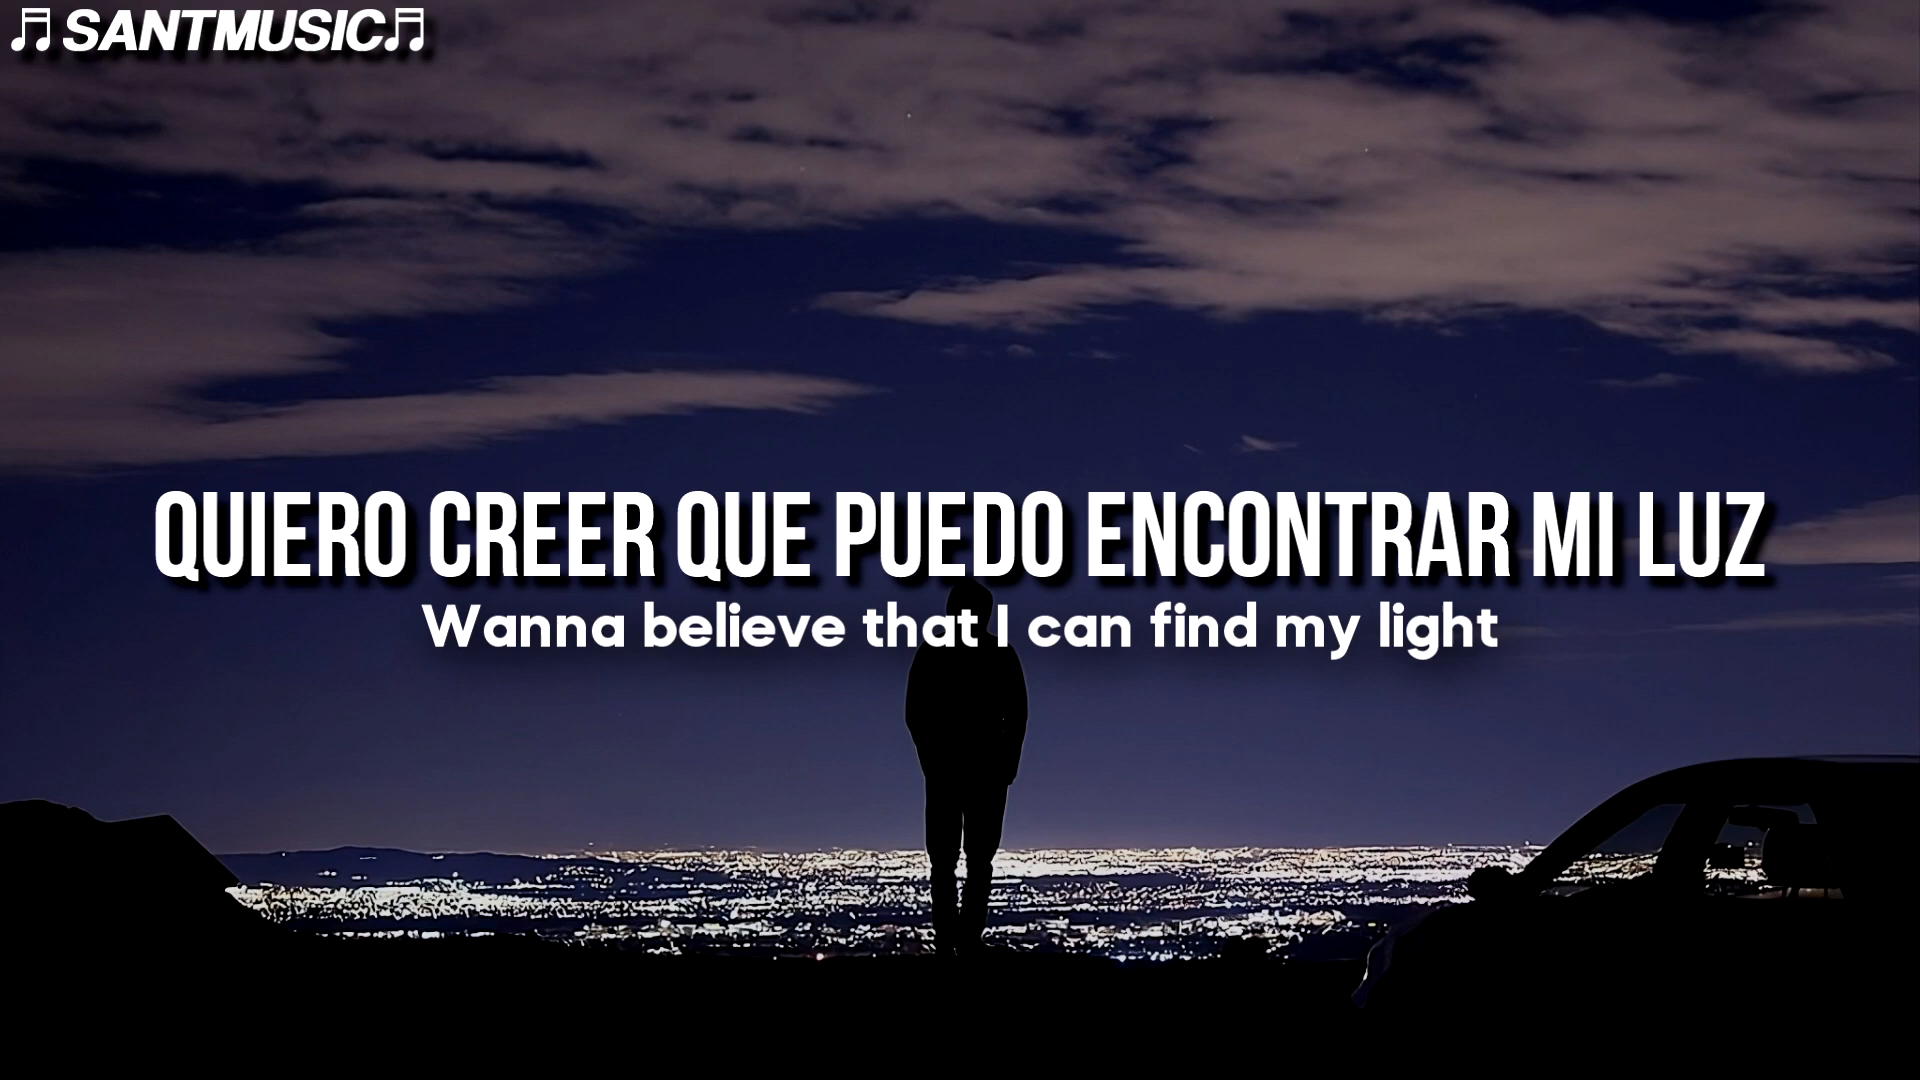 ♫SANTMUSIC♫
QUIERO CREER QUE PUEDO ENCONTRAR MI LUZ
Wanna believe that I can find my light